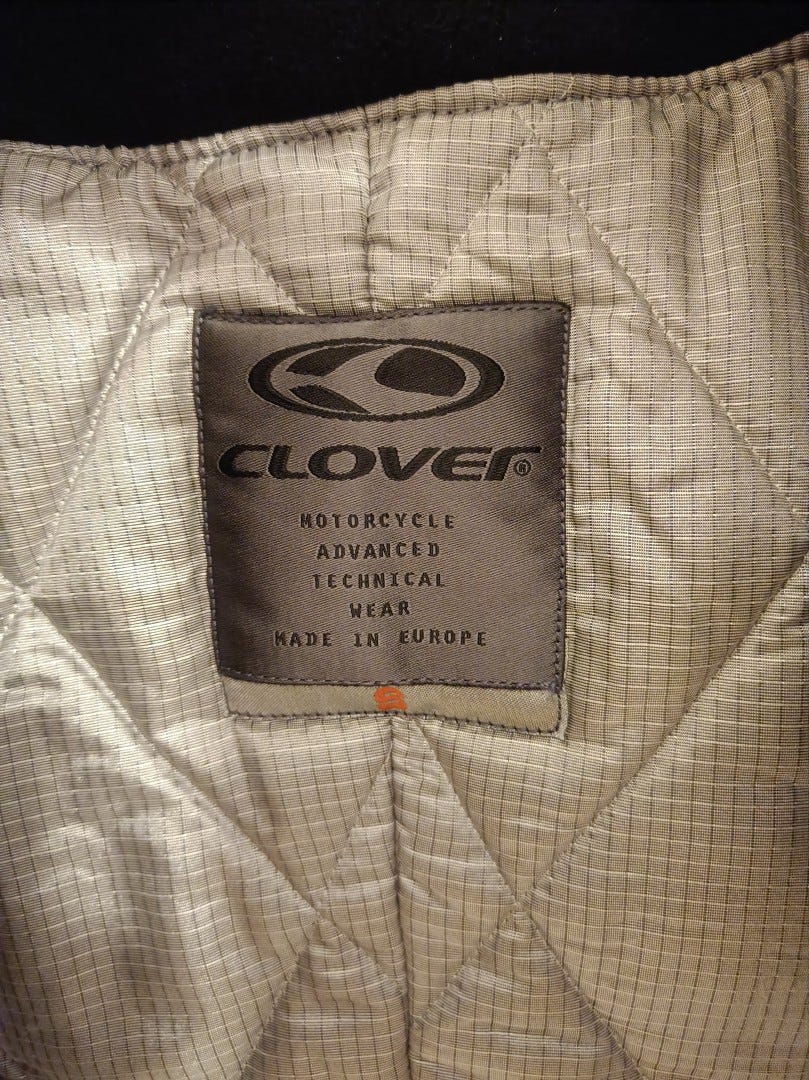 CLOVER®
MOTORCYCLE
ADVANCED
TECHNICAL
WEAR
MADE IN EUROPE